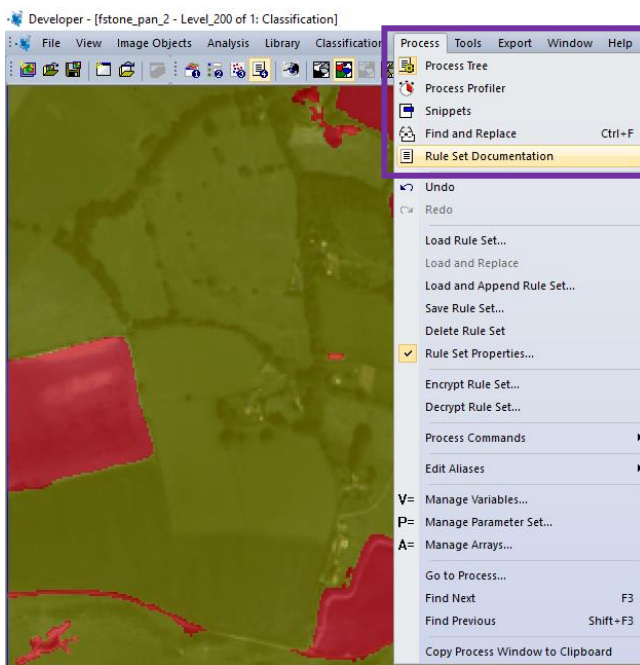 Developer - [fstone_pan_2 - Level_200 of 1: Classification]
File View Image Objects Analysis Library Classification Process Tools Export Window Help
Process Tree
Process Profiler
Snippets
Find and Replace Ctrl+F
Rule Set Documentation
Undo
Redo
Load Rule Set...
Load and Replace
Load and Append Rule Set...
Save Rule Set...
Delete Rule Set
Rule Set Properties...
Encrypt Rule Set...
Decrypt Rule Set...
Process Commands
Edit Aliases
V= Manage Variables...
P= Manage Parameter Set...
A= Manage Arrays...
Go to Process...
Find Next F3
Find Previous Shift+F3
Copy Process Window to Clipboard